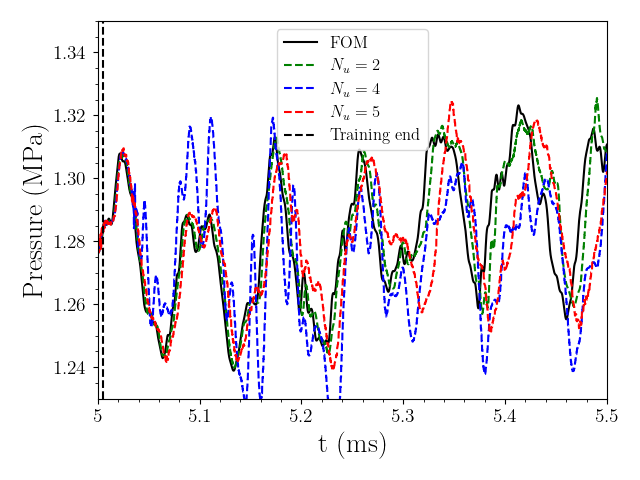 1.34
1.32
1.30
1.28
1.26
1.24
Pressure (MPa)
FOM
N_u = 2
N_u = 4
N_u = 5
Training end
5 5.1 5.2 5.3 5.4 5.5
t (ms)